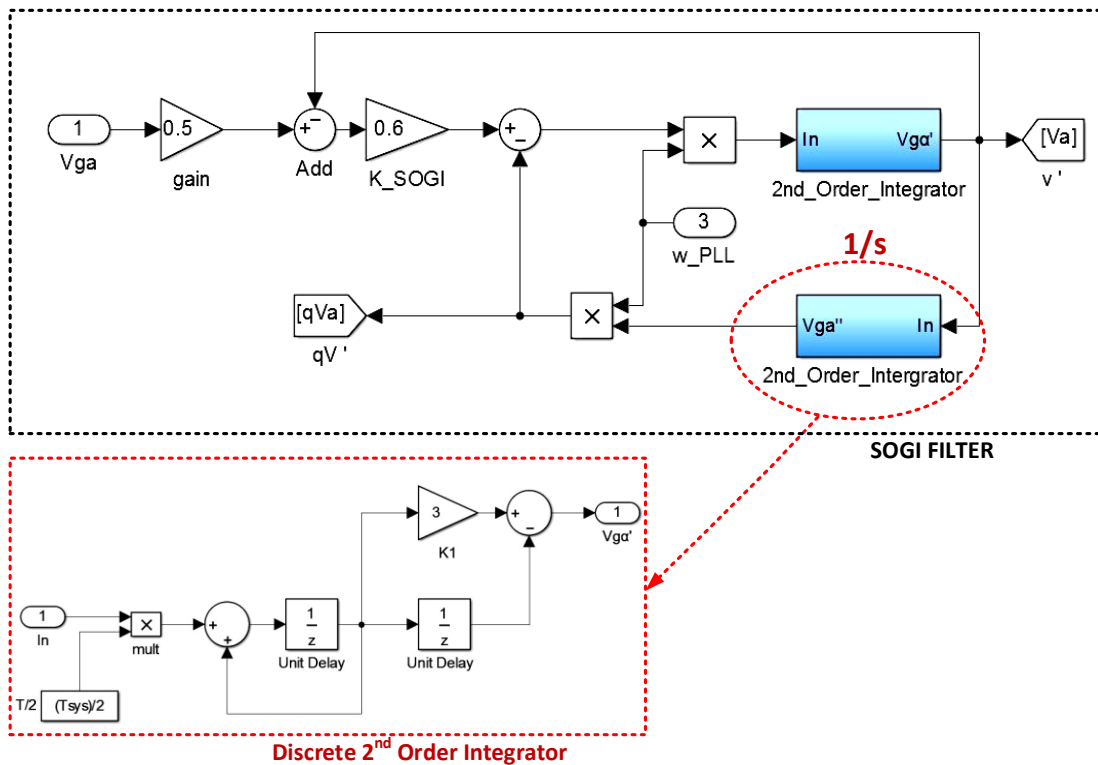 1
Vga
0.5
gain
+
−
Add
0.6
K_SOGI
+
−
×
In
Vgα'
2nd_Order_Integrator
[Va]
v '
3
w_PLL
1/s
[qVa]
qV '
×
Vga''
In
2nd_Order_Intergrator
SOGI FILTER
3
K1
+
−
1
Vgα'
1
In
×
mult
+
+
1
z
Unit Delay
1
z
Unit Delay
T/2
(Tsys)/2
Discrete 2nd Order Integrator